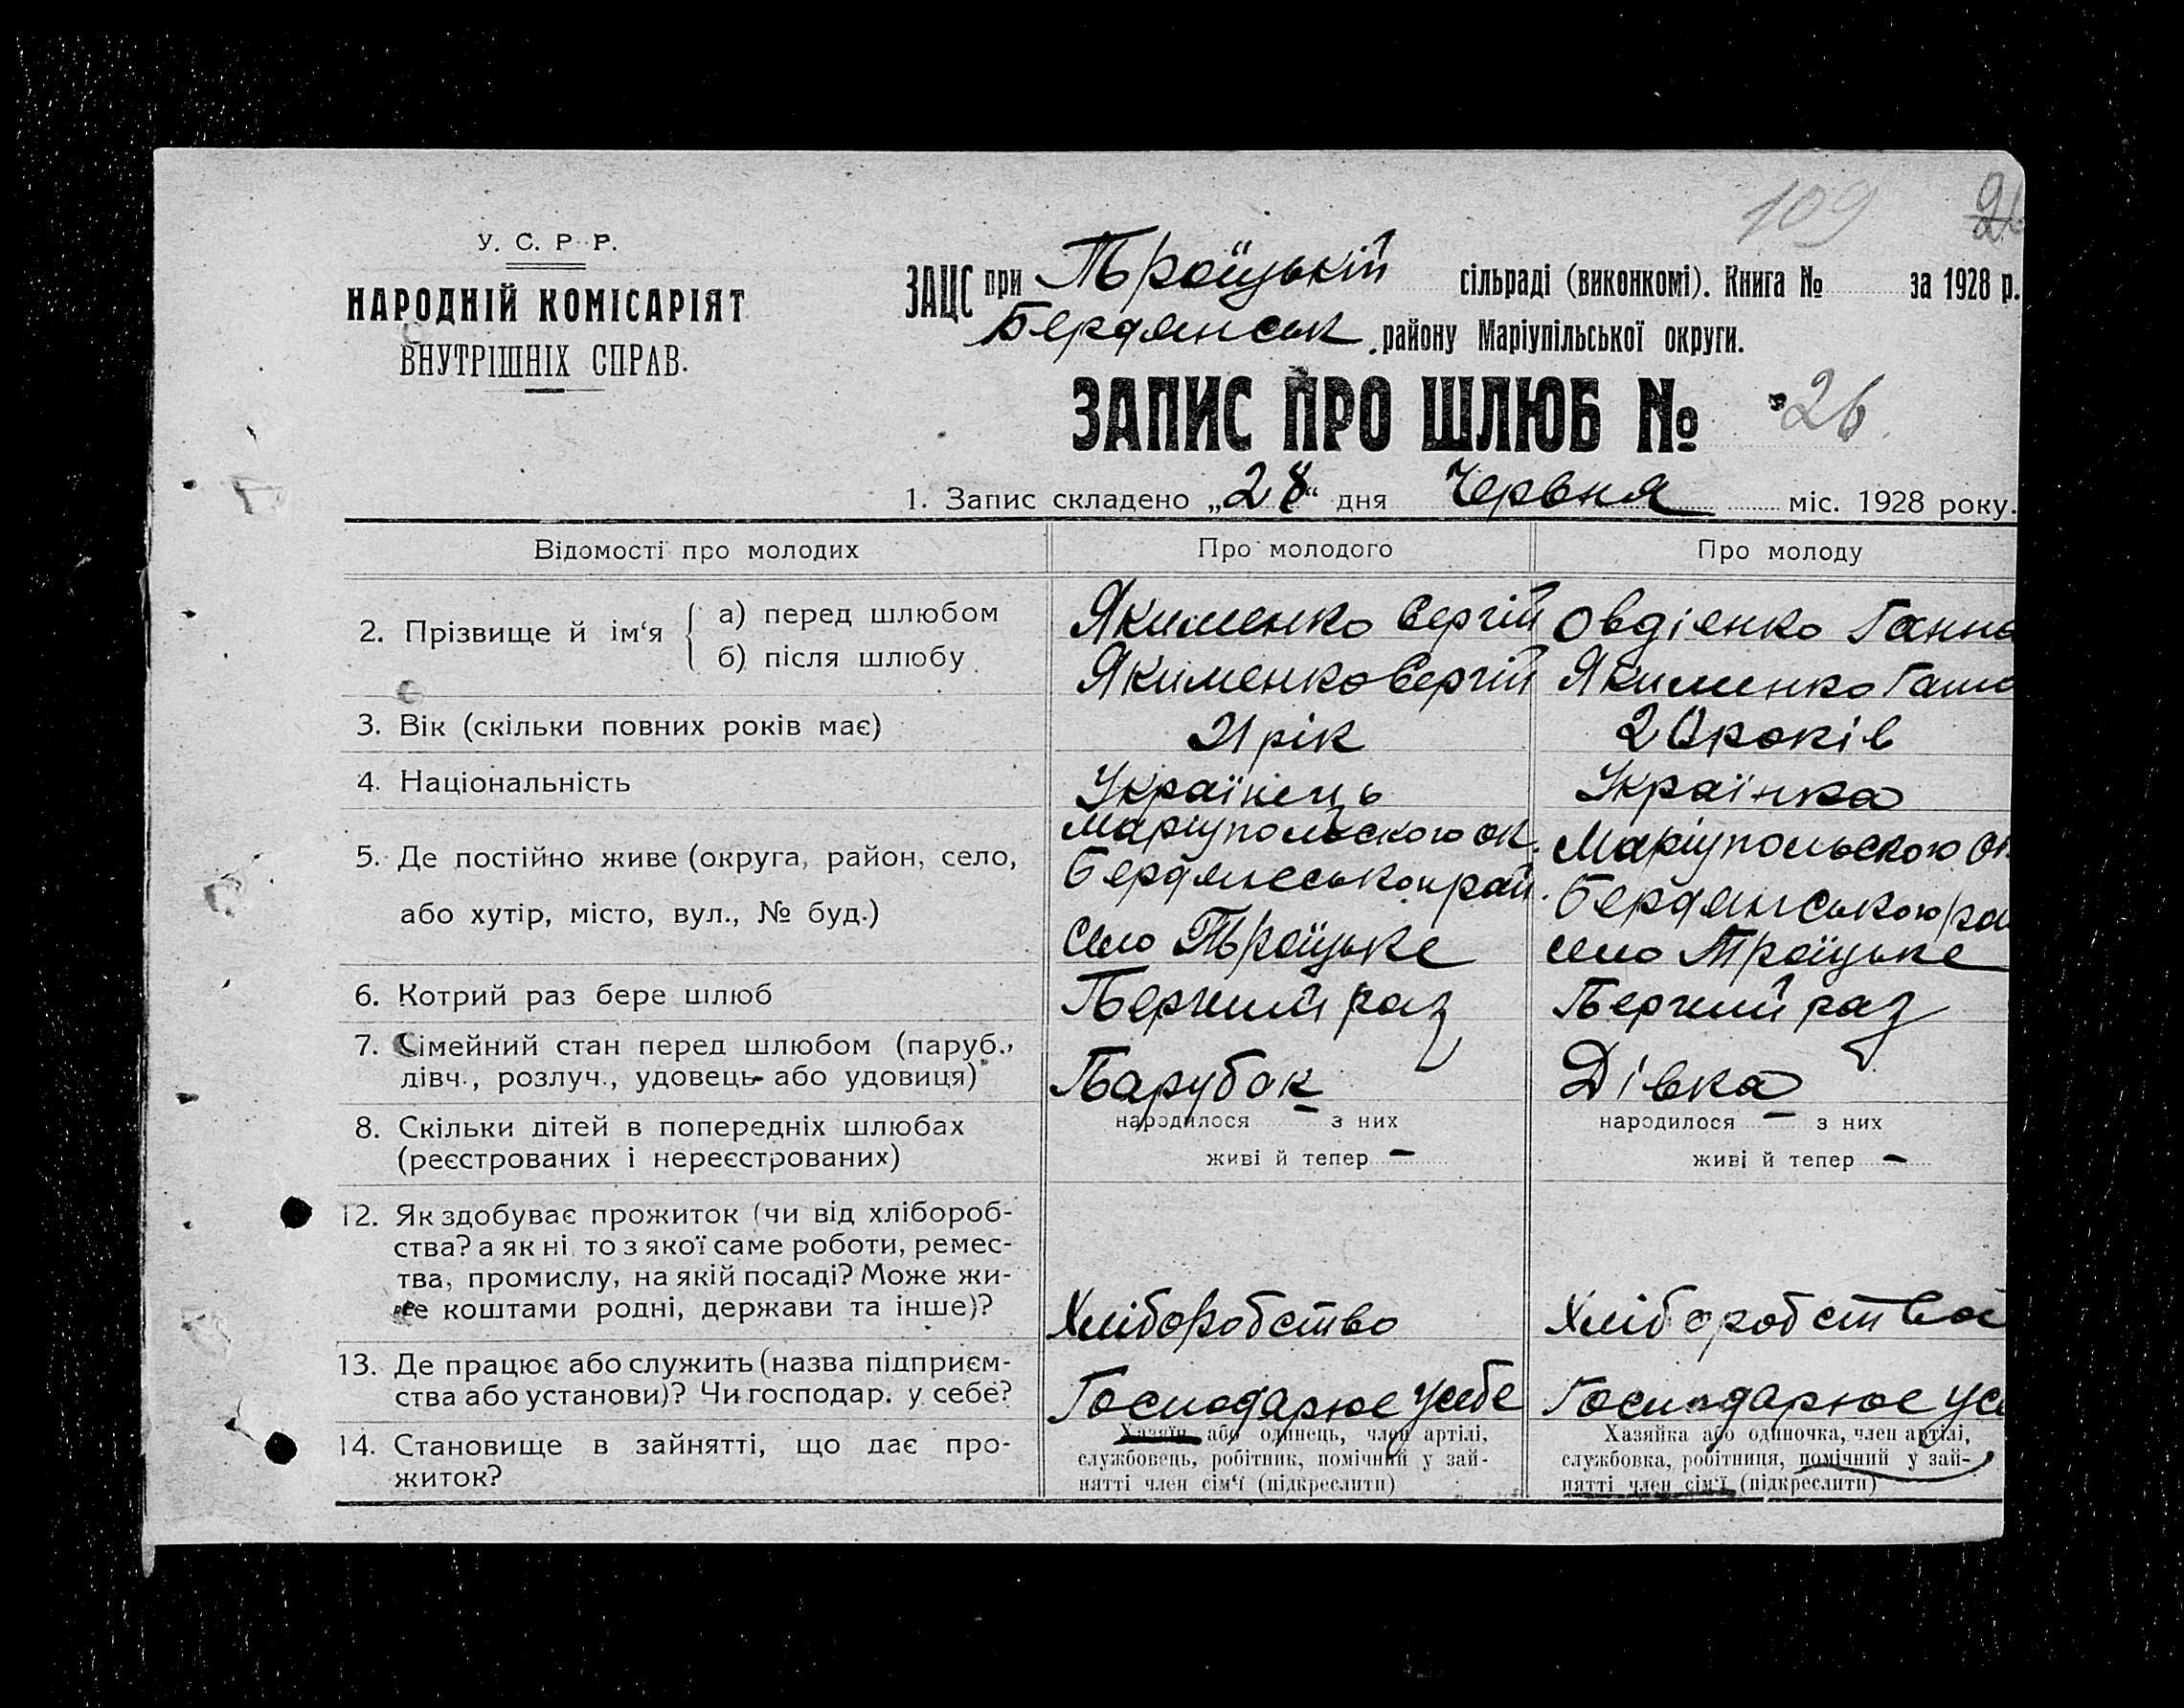 109 26
У. С. Р. Р.
НАРОДНІЙ КОМІСАРІЯТ
ВНУТРІШНІХ СПРАВ.
ЗАЦС при Троїцькій сільраді (виконкомі). Книга № за 1928 р.
Бердянськ району Маріупільської округи.
ЗАПИС ПРО ШЛЮБ № 26.
1. Запис складено „28“ дня Червня міс. 1928 року.
Відомості про молодих Про молодого Про молоду
2. Прізвище й ім‘я
а) перед шлюбом Якименко Сергій Овдієнко Ганна
б) після шлюбу Якименко Сергій Якименко Ганна
3. Вік (скільки повних років має) 21 рік 20 років
4. Національність Українець Українка
5. Де постійно живе (округа, район, село,
або хутір, місто, вул., № буд.)
Маріупольского ок.
Бердянського рай.
Село Троїцьке
Маріупольского ок.
Бердянського ра
село Троїцьке
6. Котрий раз бере шлюб Перший раз Перший раз
7. Сімейний стан перед шлюбом (паруб.,
дівч., розлуч., удовець або удовиця) Парубок Дівка
8. Скільки дітей в попередніх шлюбах
(реєстрованих і нереєстрованих)
народилося – з них
живі й тепер –
народилося – з них
живі й тепер –
12. Як здобуває прожиток (чи від хлібороб-
ства? а як ні то з якої саме роботи, ремес-
тва, промислу, на якій посаді? Може жи-
ве коштами родні, держави та інше)? Хліборобство Хліборобство
13. Де працює або служить (назва підприєм-
ства або установи)? Чи господар. у себе? Господарює у себе Господарює у се
14. Становище в зайнятті, що дає про-
житок?
Хазяїн або одинець, член артілі,
службовець, робітник, помічний у зай-
нятті член сім‘ї (підкреслити)
Хазяйка або одиночка, член артілі,
службовка, робітниця, помічний у зай-
нятті член сім‘ї (підкреслити)